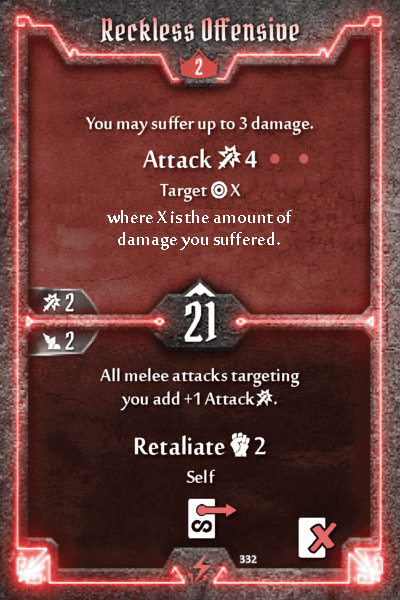 Reckless Offensive
2
You may suffer up to 3 damage.
Attack 4
Target X
where X is the amount of
damage you suffered.
2
21
2
All melee attacks targeting
you add +1 Attack.
Retaliate 2
Self
332